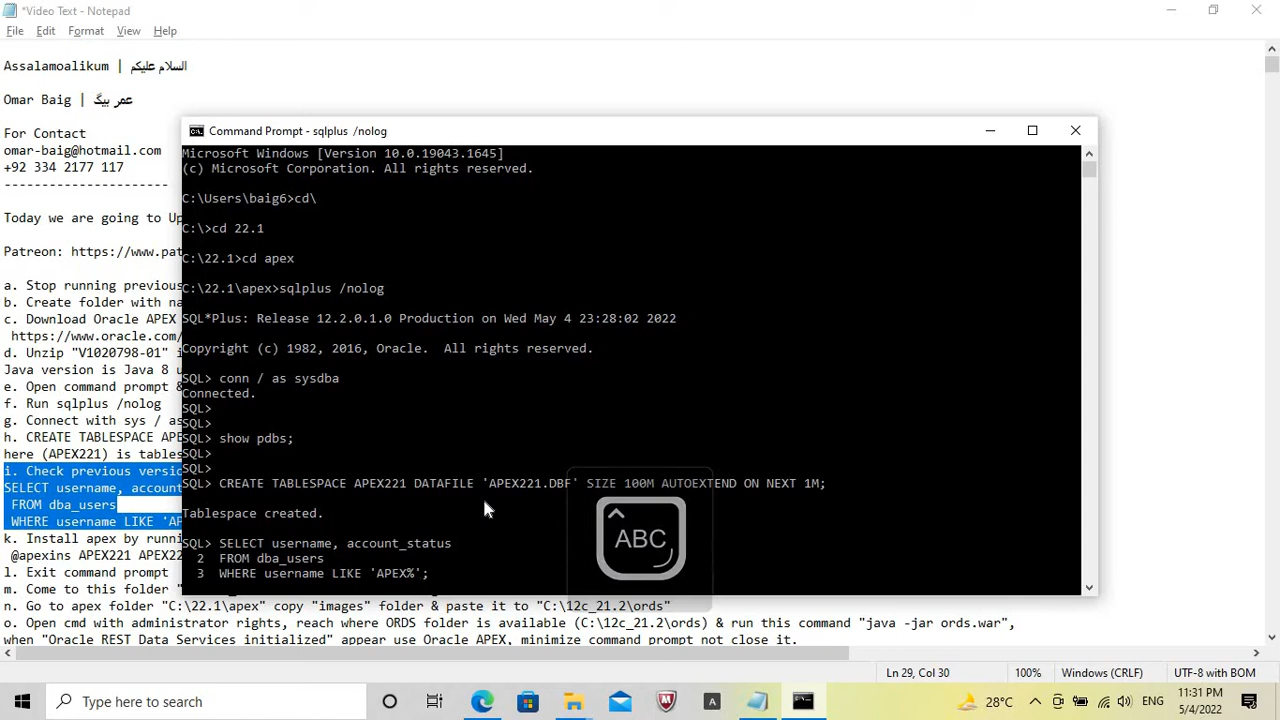 *Video Text - Notepad
File Edit Format View Help
Assalamoalikum | السلام عليكم
Omar Baig | عمر بیگ
For Contact
omar-baig@hotmail.com
+92 334 2177 117
----------------------
Today we are going to Up
Patreon: https://www.pat
a. Stop running previous
b. Create folder with na
c. Download Oracle APEX
https://www.oracle.com/
d. Unzip "V1020798-01" i
Java version is Java 8 u
e. Open command prompt &
f. Run sqlplus /nolog
g. Connect with sys / as
h. CREATE TABLESPACE APE
here (APEX221) is tables
i. Check previous versio
SELECT username, account
FROM dba_users
WHERE username LIKE 'AP
k. Install apex by runni
@apexins APEX221 APEX221
l. Exit command prompt
m. Come to this folder "
n. Go to apex folder "C:\22.1\apex" copy "images" folder & paste it to "C:\12c_21.2\ords"
o. Open cmd with administrator rights, reach where ORDS folder is available (C:\12c_21.2\ords) & run this command "java -jar ords.war",
when "Oracle REST Data Services initialized" appear use Oracle APEX, minimize command prompt not close it.
Command Prompt - sqlplus /nolog
Microsoft Windows [Version 10.0.19043.1645]
(c) Microsoft Corporation. All rights reserved.
C:\Users\baig6>cd\
C:\>cd 22.1
C:\22.1>cd apex
C:\22.1\apex>sqlplus /nolog
SQL*Plus: Release 12.2.0.1.0 Production on Wed May 4 23:28:02 2022
Copyright (c) 1982, 2016, Oracle. All rights reserved.
SQL> conn / as sysdba
Connected.
SQL>
SQL>
SQL> show pdbs;
SQL>
SQL>
SQL> CREATE TABLESPACE APEX221 DATAFILE 'APEX221.DBF' SIZE 100M AUTOEXTEND ON NEXT 1M;
Tablespace created.
SQL> SELECT username, account_status
2 FROM dba_users
3 WHERE username LIKE 'APEX%';
ABC
Ln 29, Col 30 100% Windows (CRLF) UTF-8 with BOM
Type here to search
A
28°C
ENG
11:31 PM
5/4/2022